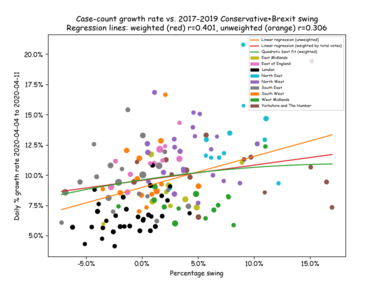 Case-count growth rate vs. 2017-2019 Conservative+Brexit swing
Regression lines: weighted (red) r=0.401, unweighted (orange) r=0.306
Linear regression (unweighted)
Linear regression (weighted by total votes)
Quadratic best fit (weighted)
East Midlands
East of England
London
North East
North West
South East
South West
West Midlands
Yorkshire and The Humber
Daily % growth rate 2020-04-04 to 2020-04-11
20.0%
17.5%
15.0%
12.5%
10.0%
7.5%
5.0%
-5.0%
0.0%
5.0%
10.0%
15.0%
Percentage swing